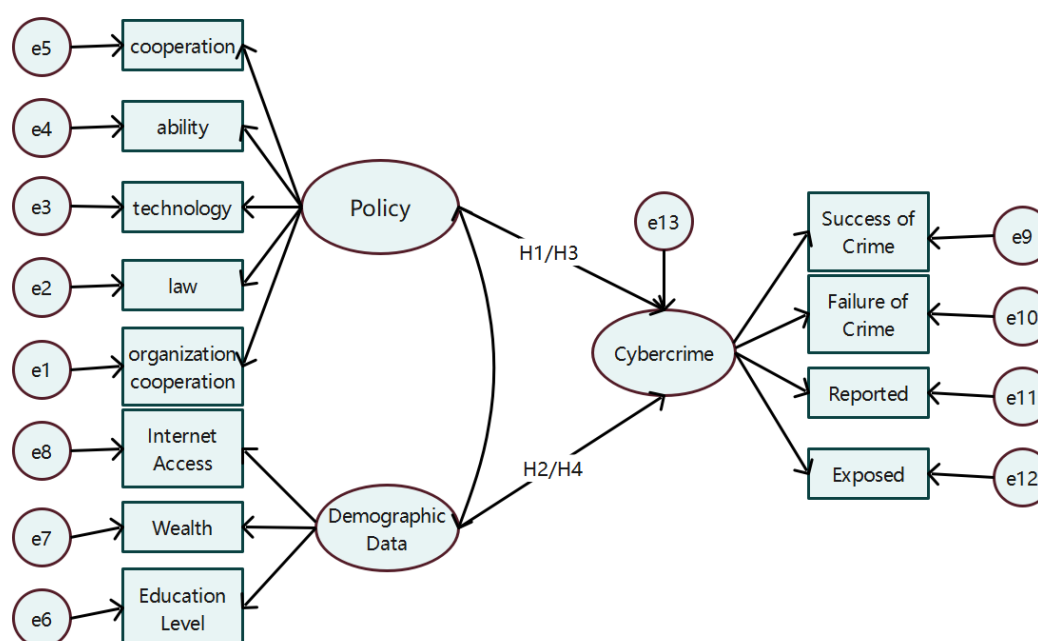 e5
cooperation
e4
ability
e3
technology
e2
law
e1
organization
cooperation
e8
Internet
Access
e7
Wealth
e6
Education
Level
Policy
Demographic
Data
H1/H3
H2/H4
e13
Cybercrime
Success of
Crime
e9
Failure of
Crime
e10
Reported
e11
Exposed
e12